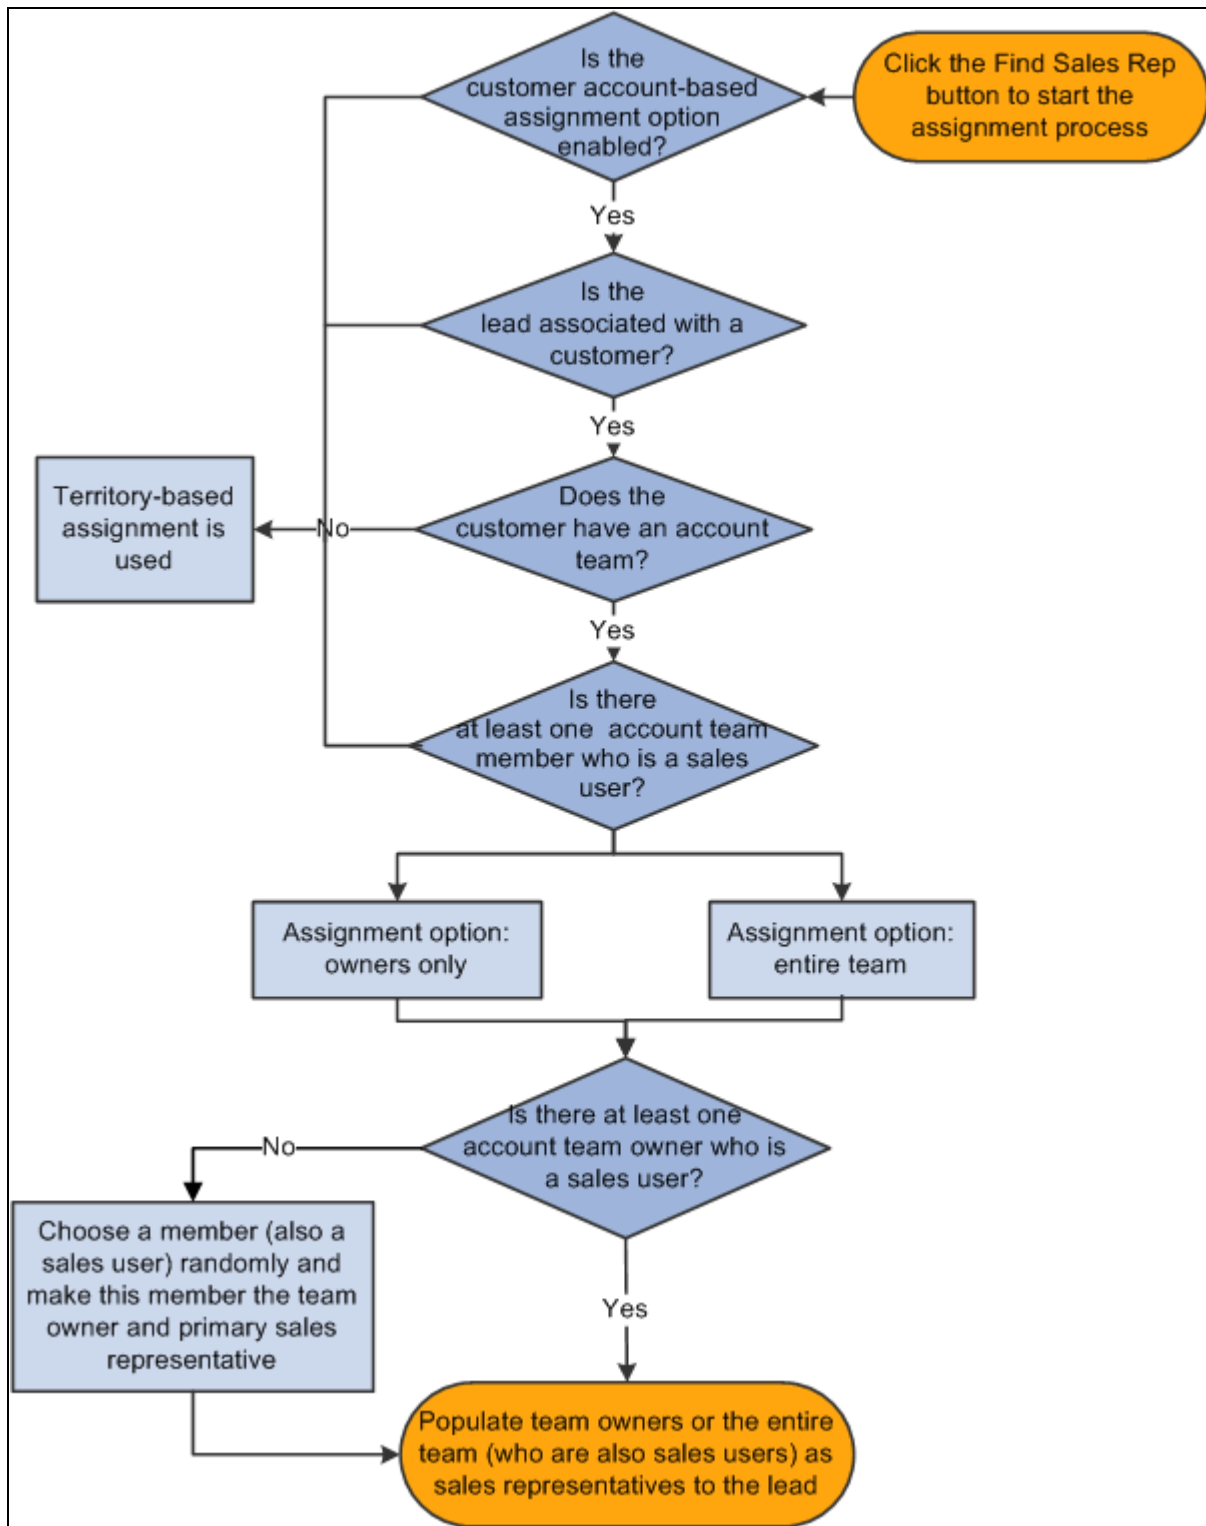 Click the Find Sales Rep
button to start the
assignment process
Is the
customer account-based
assignment option
enabled?
Yes
Is the
lead associated with a
customer?
Yes
Does the
customer have an account
team?
No
Territory-based
assignment is
used
Yes
Is there
at least one account team
member who is a sales
user?
Assignment option:
owners only
Assignment option:
entire team
Is there at least one
account team owner who is
a sales user?
No
Choose a member (also a
sales user) randomly and
make this member the team
owner and primary sales
representative
Yes
Populate team owners or the entire
team (who are also sales users) as
sales representatives to the lead